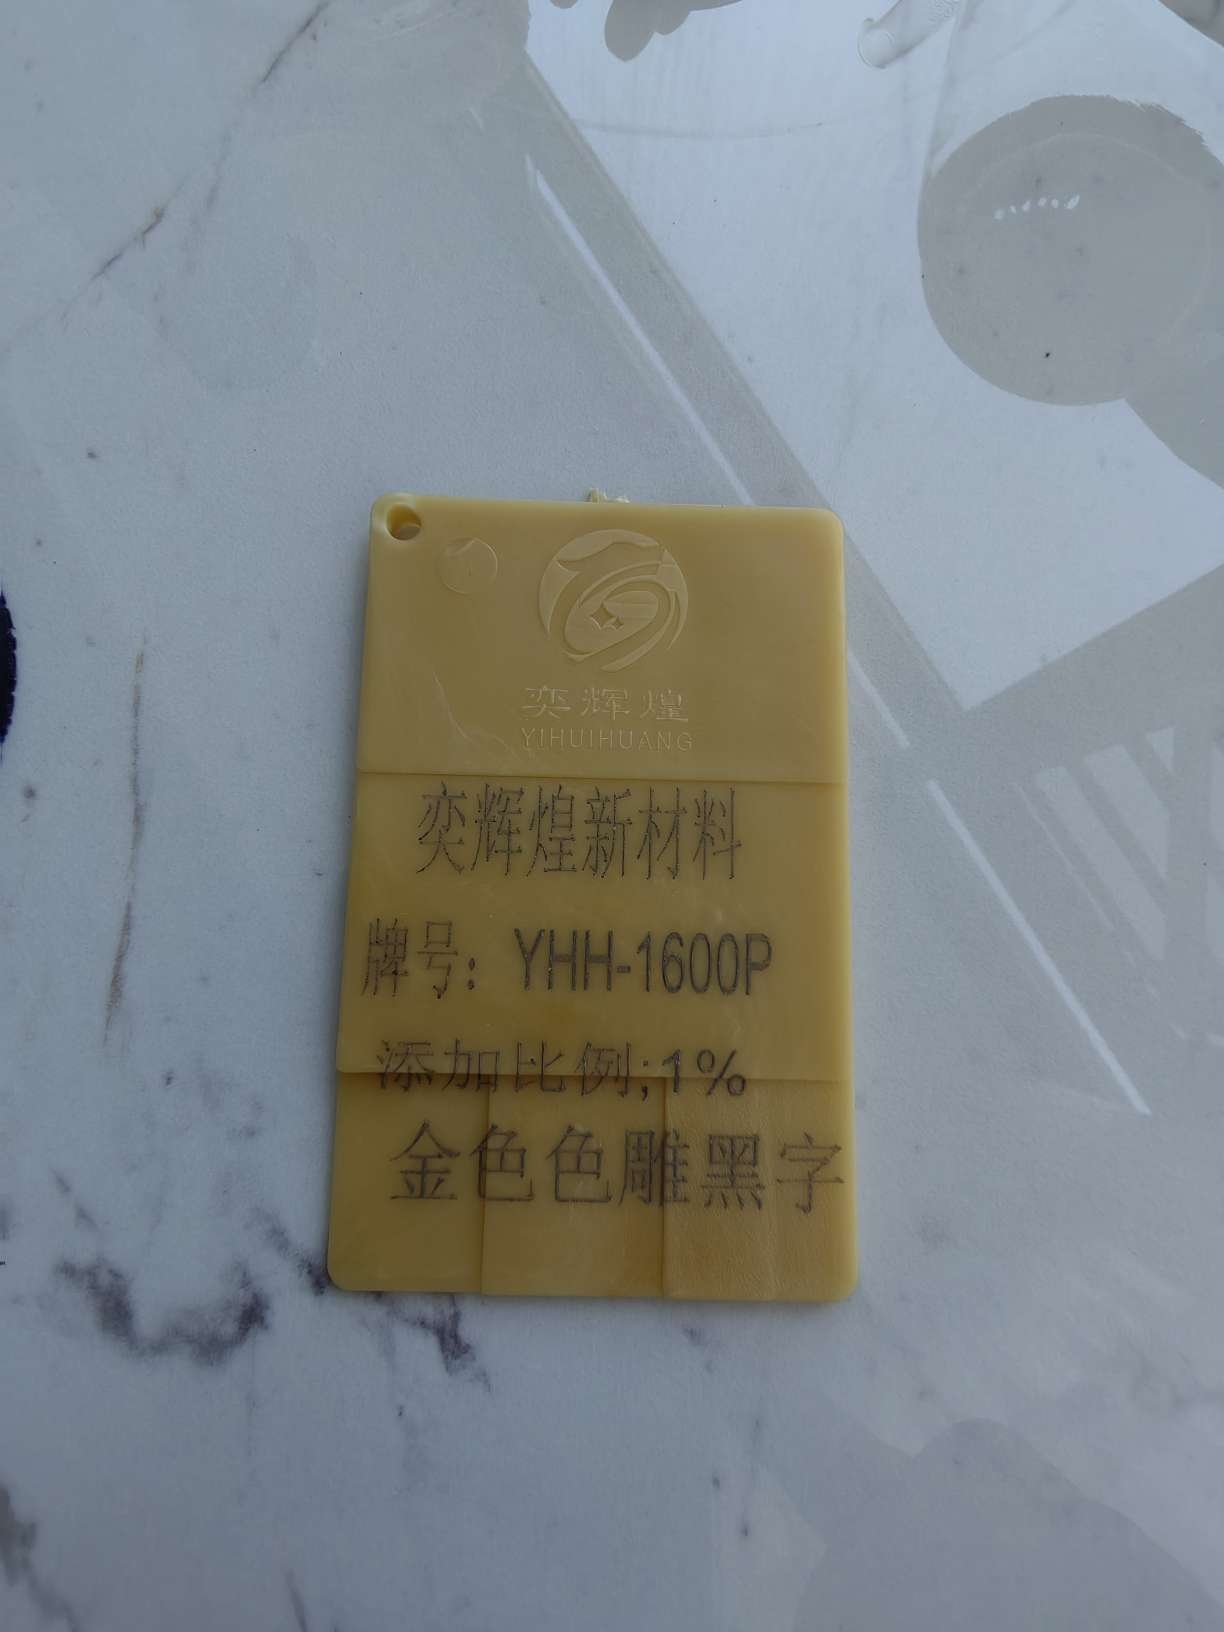 奕辉煌
YIHUIHUANG
奕辉煌新材料
牌号：YHH-1600P
添加比例;1%
金色色雕黑字